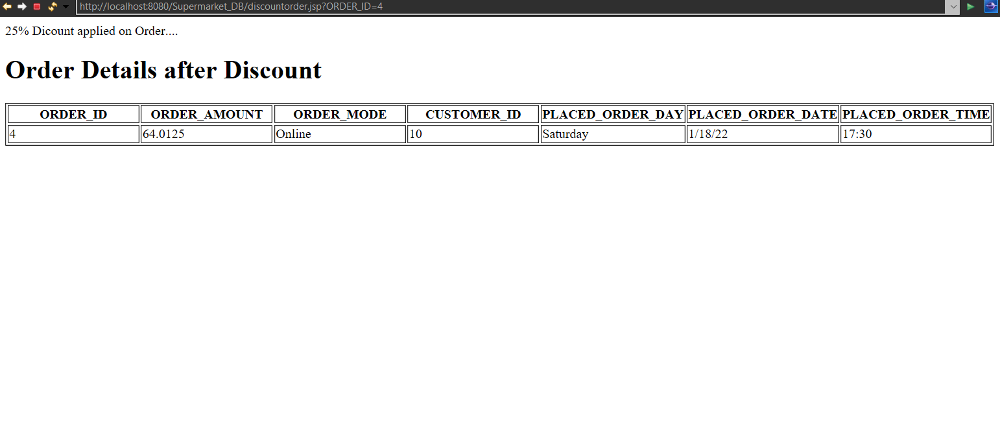 http://localhost:8080/Supermarket_DB/discountorder.jsp?ORDER_ID=4
25% Dicount applied on Order....
Order Details after Discount
ORDER_ID ORDER_AMOUNT ORDER_MODE CUSTOMER_ID PLACED_ORDER_DAY PLACED_ORDER_DATE PLACED_ORDER_TIME
4 64.0125 Online 10 Saturday 1/18/22 17:30